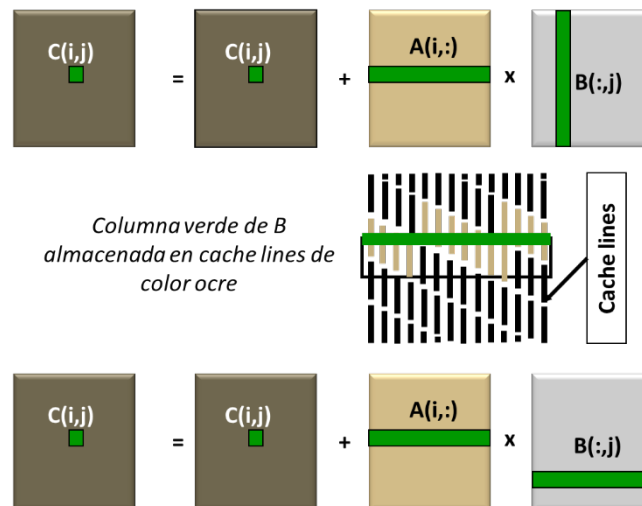 C(i,j)
=
C(i,j)
+
A(i,:)
x
B(:,j)
Columna verde de B
almacenada en cache lines de
color ocre
Cache lines
C(i,j)
=
C(i,j)
+
A(i,:)
x
B(:,j)